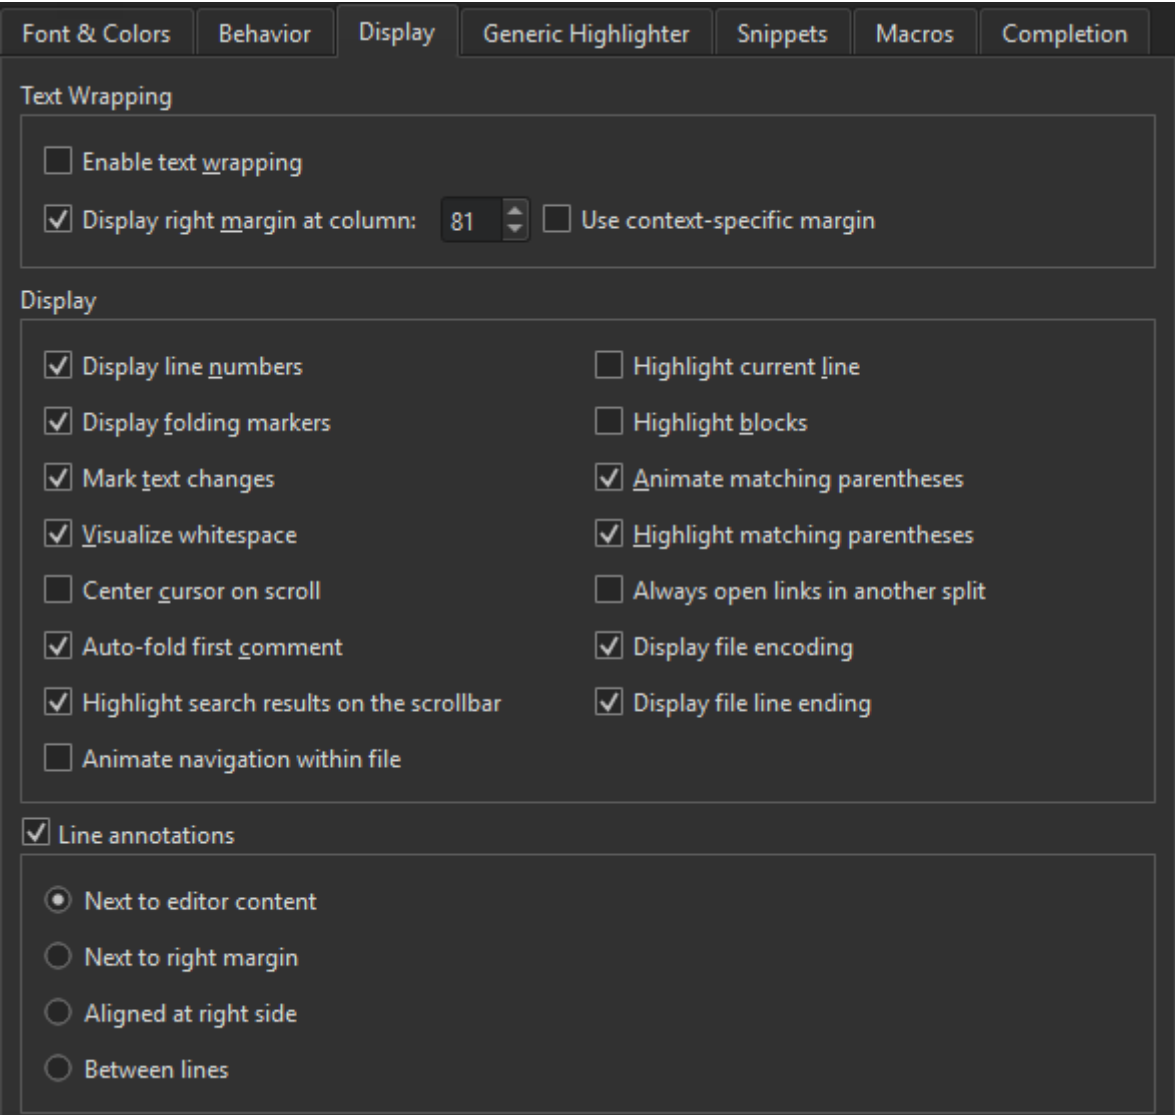 Font & Colors Behavior Display Generic Highlighter Snippets Macros Completion
Text Wrapping
Enable text wrapping
Display right margin at column: 81 Use context-specific margin
Display
Display line numbers Highlight current line
Display folding markers Highlight blocks
Mark text changes Animate matching parentheses
Visualize whitespace Highlight matching parentheses
Center cursor on scroll Always open links in another split
Auto-fold first comment Display file encoding
Highlight search results on the scrollbar Display file line ending
Animate navigation within file
Line annotations
Next to editor content
Next to right margin
Aligned at right side
Between lines